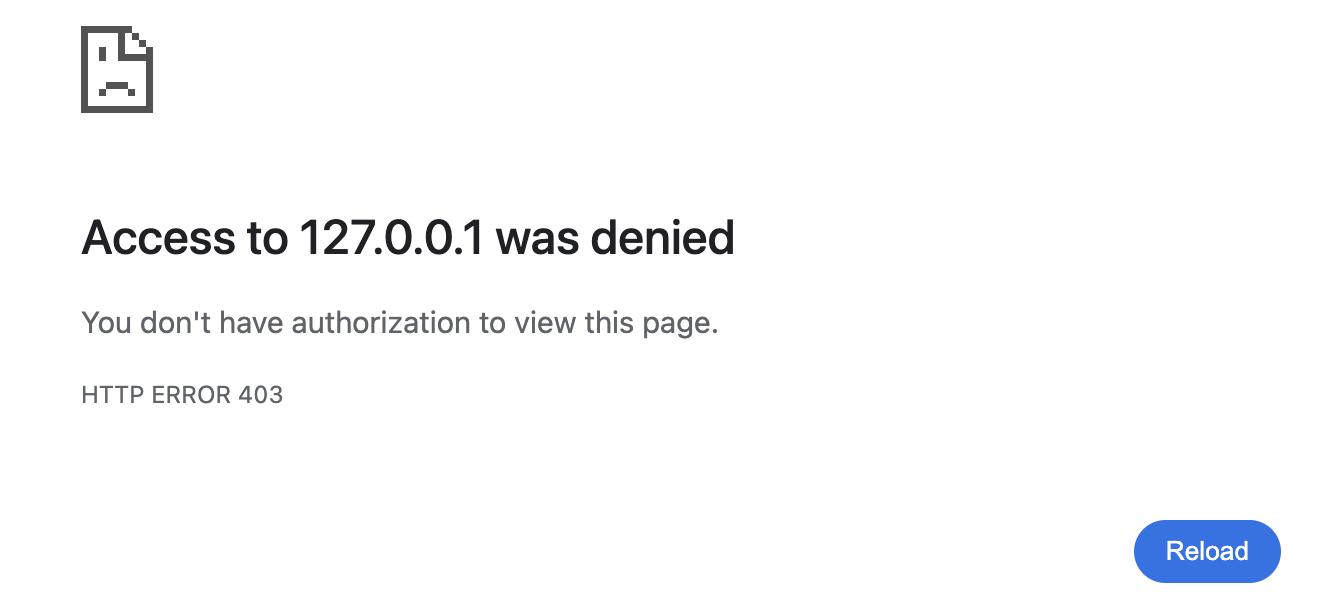 Access to 127.0.0.1 was denied
You don't have authorization to view this page.
HTTP ERROR 403
Reload